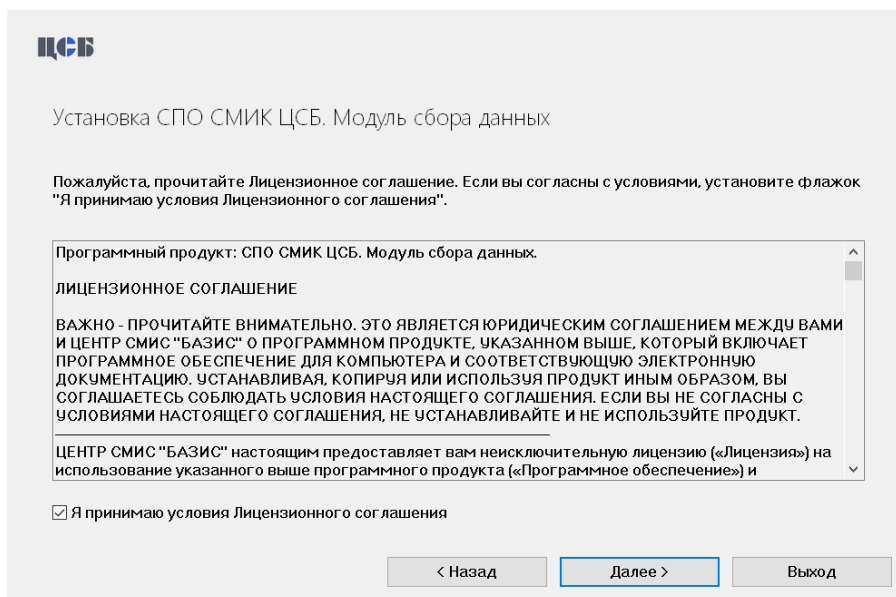 ЦСБ
Установка СПО СМИК ЦСБ. Модуль сбора данных
Пожалуйста, прочитайте Лицензионное соглашение. Если вы согласны с условиями, установите флажок
"Я принимаю условия Лицензионного соглашения".
Программный продукт: СПО СМИК ЦСБ. Модуль сбора данных.
ЛИЦЕНЗИОННОЕ СОГЛАШЕНИЕ
ВАЖНО - ПРОЧИТАЙТЕ ВНИМАТЕЛЬНО. ЭТО ЯВЛЯЕТСЯ ЮРИДИЧЕСКИМ СОГЛАШЕНИЕМ МЕЖДУ ВАМИ
И ЦЕНТР СМИС "БАЗИС" О ПРОГРАММНОМ ПРОДУКТЕ, УКАЗАННОМ ВЫШЕ, КОТОРЫЙ ВКЛЮЧАЕТ
ПРОГРАММНОЕ ОБЕСПЕЧЕНИЕ ДЛЯ КОМПЬЮТЕРА И СООТВЕТСТВУЮЩУЮ ЭЛЕКТРОННУЮ
ДОКУМЕНТАЦИЮ. УСТАНАВЛИВАЯ, КОПИРУЯ ИЛИ ИСПОЛЬЗУЯ ПРОДУКТ ИНЫМ ОБРАЗОМ, ВЫ
СОГЛАШАЕТЕСЬ СОБЛЮДАТЬ УСЛОВИЯ НАСТОЯЩЕГО СОГЛАШЕНИЯ. ЕСЛИ ВЫ НЕ СОГЛАСНЫ С
УСЛОВИЯМИ НАСТОЯЩЕГО СОГЛАШЕНИЯ, НЕ УСТАНАВЛИВАЙТЕ И НЕ ИСПОЛЬЗУЙТЕ ПРОДУКТ.
ЦЕНТР СМИС "БАЗИС" настоящим предоставляет вам неисключительную лицензию («Лицензия») на
использование указанного выше программного продукта («Программное обеспечение») и
Я принимаю условия Лицензионного соглашения
< Назад
Далее >
Выход